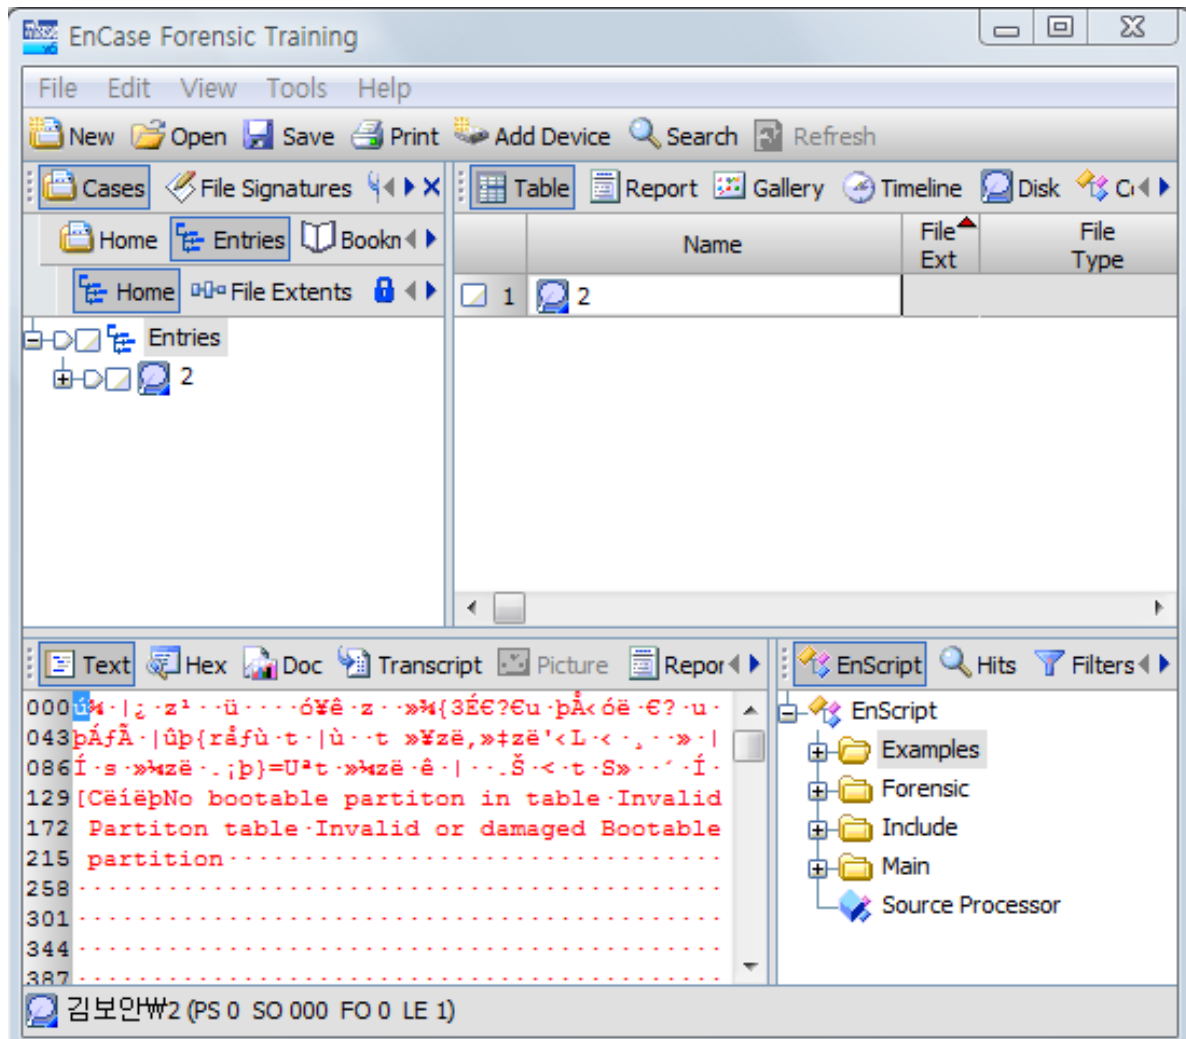 EnCase Forensic Training
File Edit View Tools Help
New Open Save Print Add Device Search Refresh
Cases File Signatures
Table Report Gallery Timeline Disk
Home Entries Bookn
Name File Ext File Type
Home File Extents
1 2
Entries
2
Text Hex Doc Transcript Picture Repor
EnScript Hits Filters
000
043
086
129 No bootable partiton in table·Invalid
172 Partiton table·Invalid or damaged Bootable
215 partition
258
301
344
387
EnScript
Examples
Forensic
Include
Main
Source Processor
김보안₩2 (PS 0 SO 000 FO 0 LE 1)